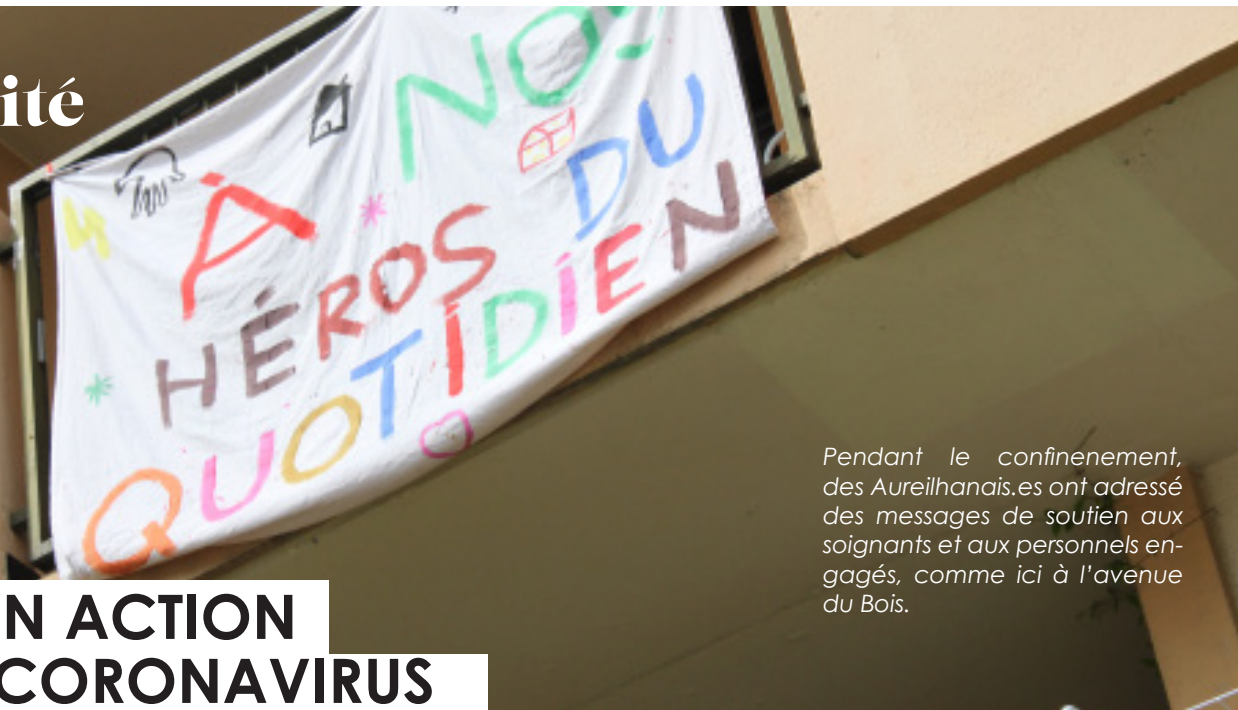 ité
À NOS
HÉROS DU
QUOTIDIEN
Pendant le confinenement,
des Aureilhanais.es ont adressé
des messages de soutien aux
soignants et aux personnels en-
gagés, comme ici à l'avenue
du Bois.
N ACTION
CORONAVIRUS